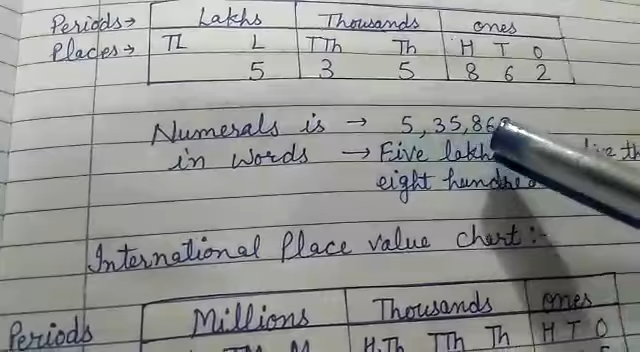 Periods → Lakhs Thousands ones
Places → TL L TTh Th H T O
5 3 5 8 6 2
Numerals is → 5,35,86
in words → Five lakh
eight hundre
International Place value chart:-
Periods Millions Thousands ones
M H.Th TTh Th H T O